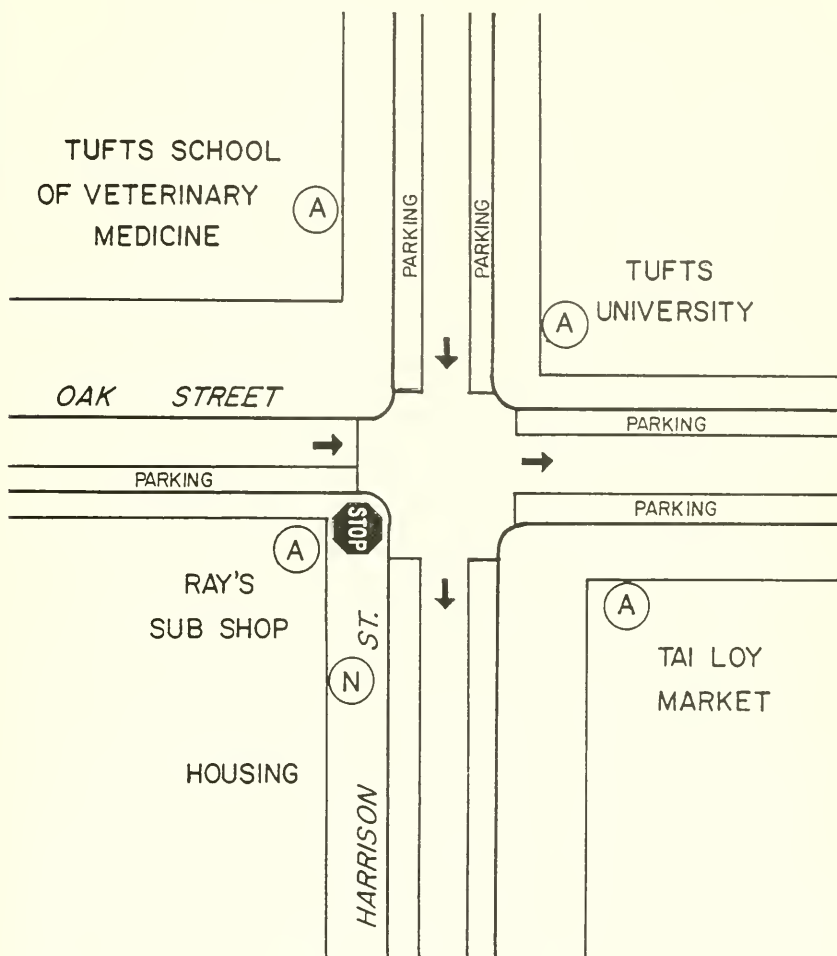 TUFTS SCHOOL
OF VETERINARY
MEDICINE
A
PARKING
PARKING
TUFTS
UNIVERSITY
A
OAK STREET
PARKING
PARKING
PARKING
STOP
A
RAY'S
SUB SHOP
A
TAI LOY
MARKET
N
HOUSING
HARRISON ST.